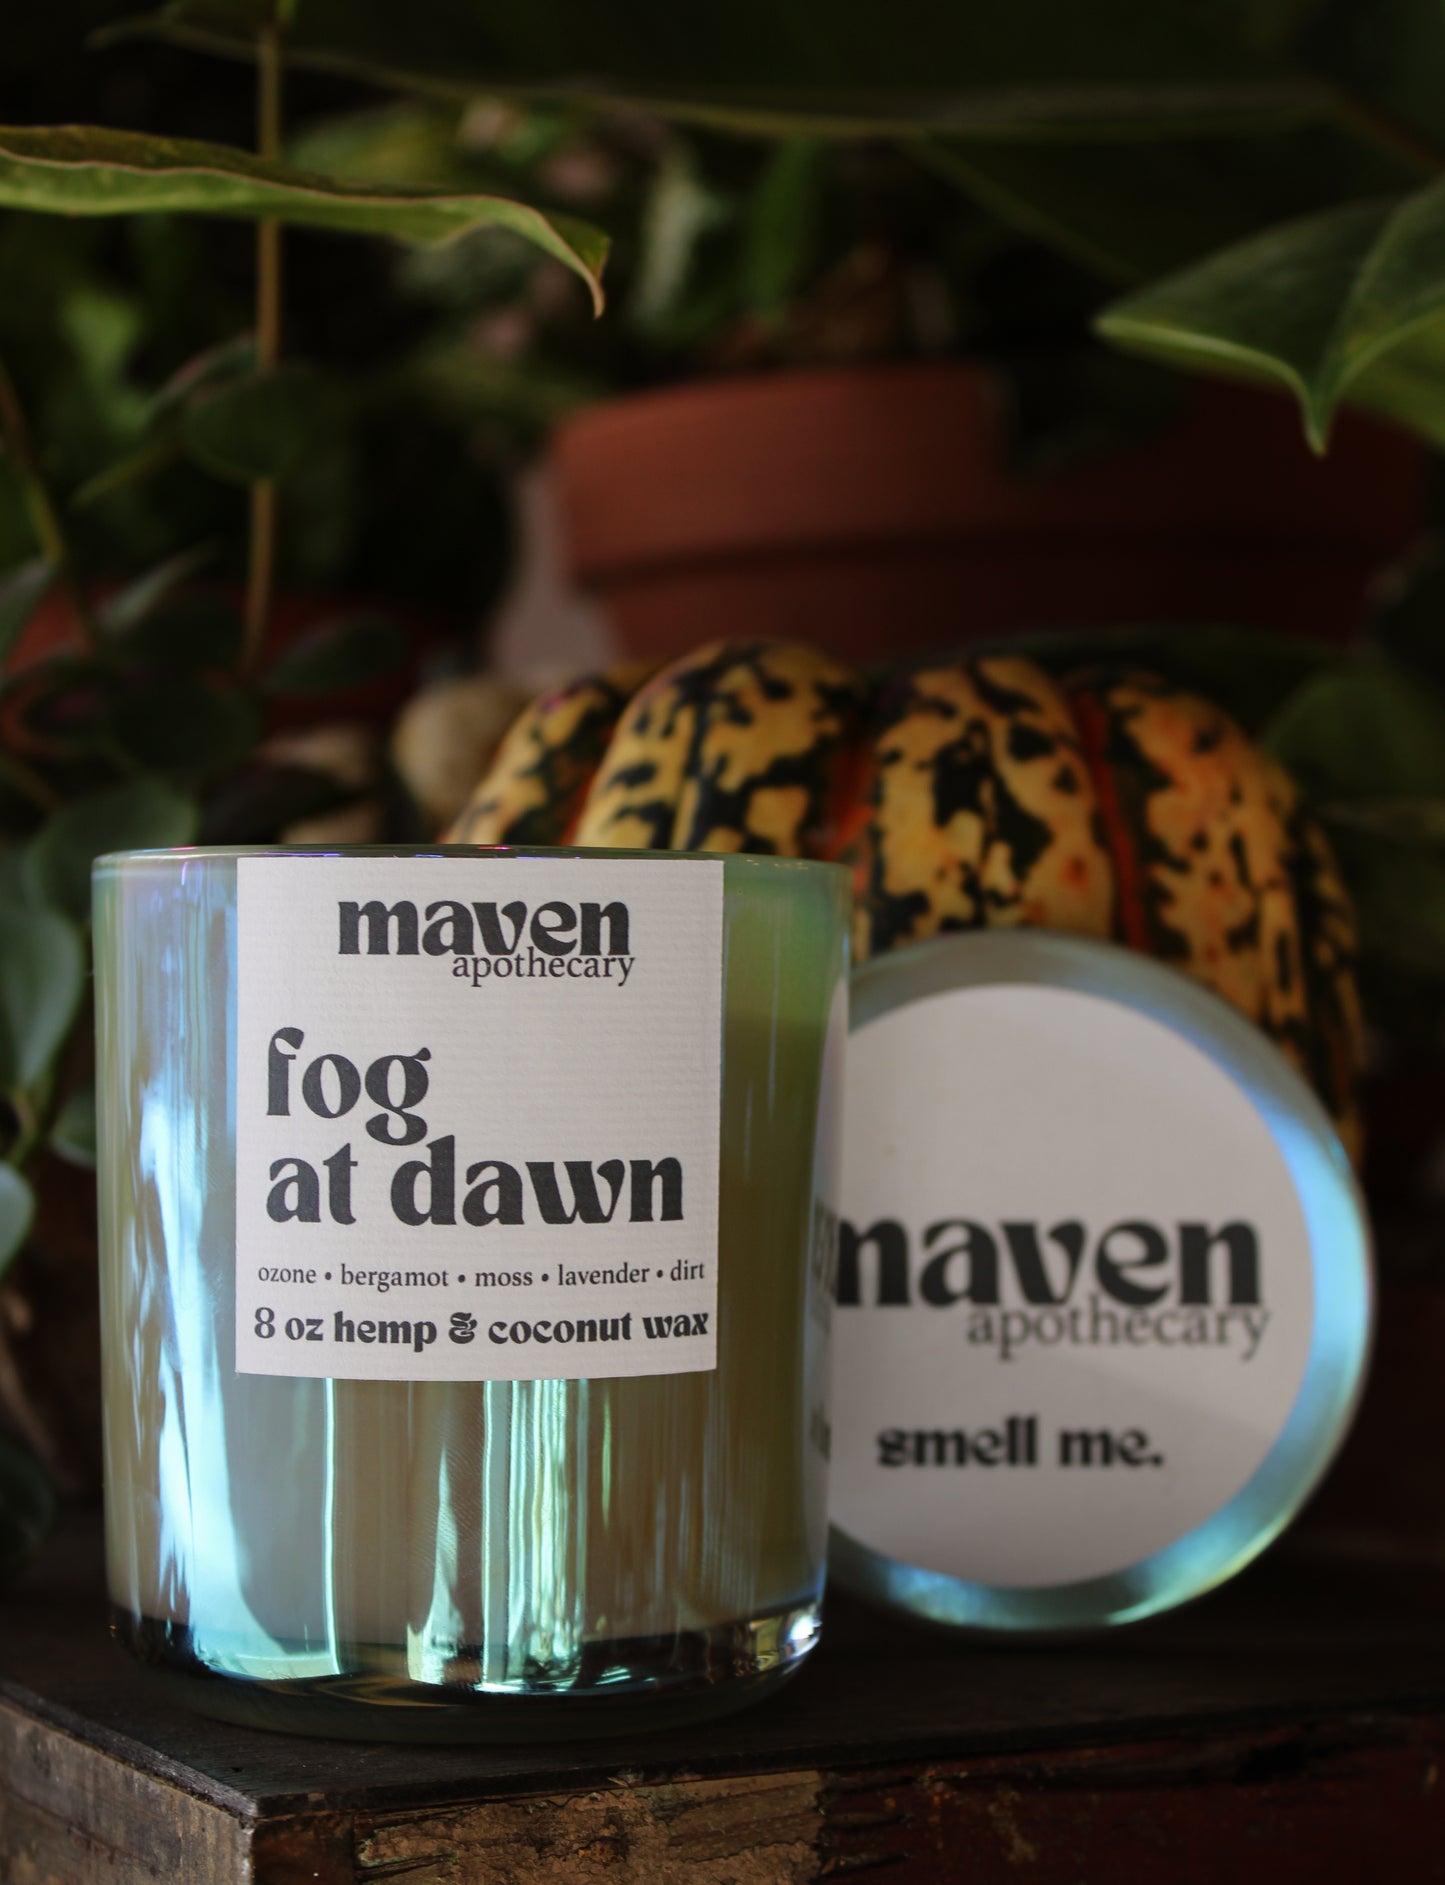 maven
apothecary
fog
at dawn
ozone • bergamot • moss • lavender • dirt
8 oz hemp & coconut wax
maven
apothecary
smell me.